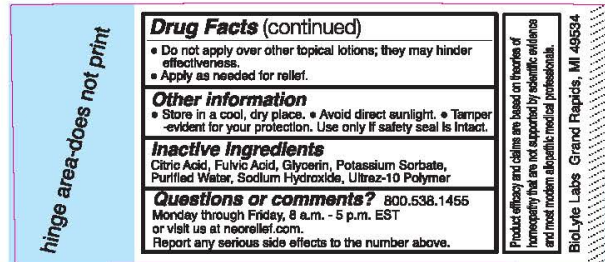 hinge area-does not print
Drug Facts (continued)
• Do not apply over other topical lotions; they may hinder
effectiveness.
• Apply as needed for relief.
Other information
• Store in a cool, dry place. • Avoid direct sunlight. • Tamper
-evident for your protection. Use only if safety seal is intact.
Inactive ingredients
Citric Acid, Fulvic Acid, Glycerin, Potassium Sorbate,
Purified Water, Sodium Hydroxide, Ultrez-10 Polymer
Questions or comments? 800.538.1455
Monday through Friday, 8 a.m. - 5 p.m. EST
or visit us at neorelief.com.
Report any serious side effects to the number above.
Product efficacy and claims are based on theories of
homeopathy that are not supported by scientific evidence
and most modern allopathic medical professionals.
BioLyte Labs Grand Rapids, MI 49534